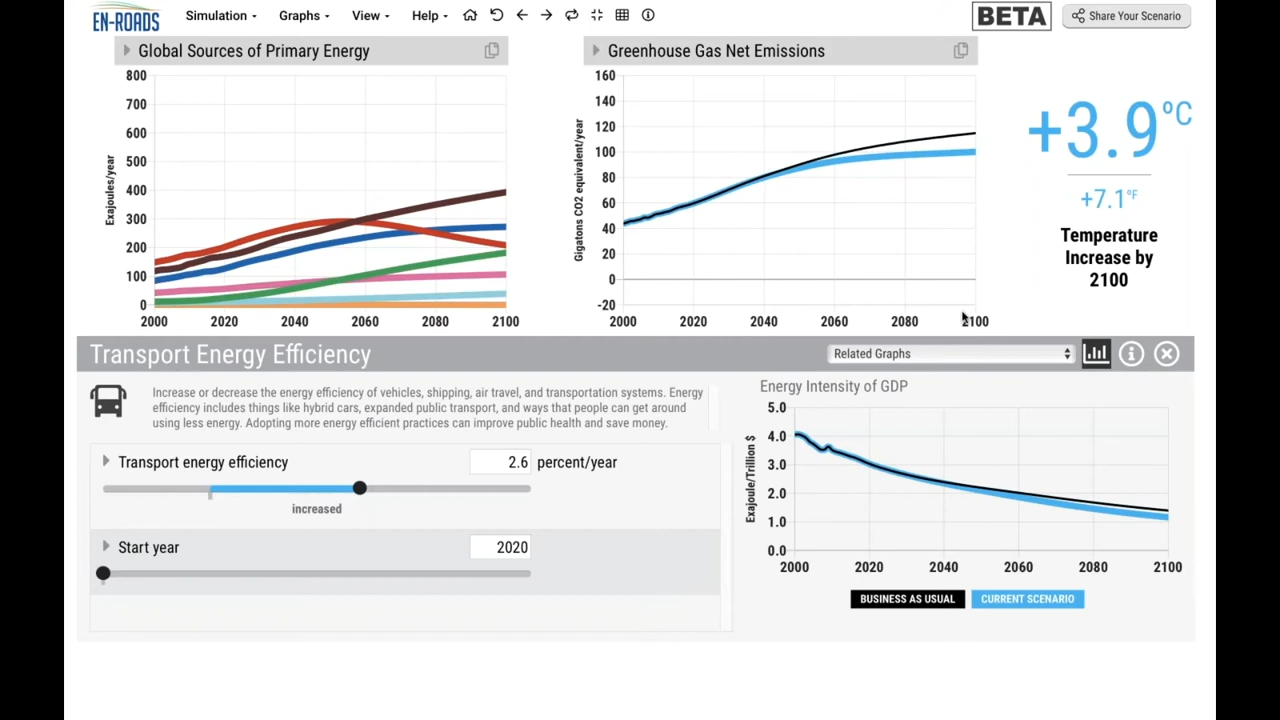 EN-ROADS
Simulation Graphs View Help
BETA
Share Your Scenario
Global Sources of Primary Energy
800
700
600
500
400
300
200
100
0
Exajoules/year
2000 2020 2040 2060 2080 2100
Greenhouse Gas Net Emissions
160
140
120
100
80
60
40
20
0
-20
Gigatons CO2 equivalent/year
2000 2020 2040 2060 2080 2100
+3.9 ºC
+7.1 ºF
Temperature
Increase by
2100
Transport Energy Efficiency
Related Graphs
Increase or decrease the energy efficiency of vehicles, shipping, air travel, and transportation systems. Energy
efficiency includes things like hybrid cars, expanded public transport, and ways that people can get around
using less energy. Adopting more energy efficient practices can improve public health and save money.
Transport energy efficiency 2.6 percent/year
increased
Start year 2020
Energy Intensity of GDP
5.0
4.0
3.0
2.0
1.0
0.0
Exajoule/Trillion $
2000 2020 2040 2060 2080 2100
BUSINESS AS USUAL CURRENT SCENARIO